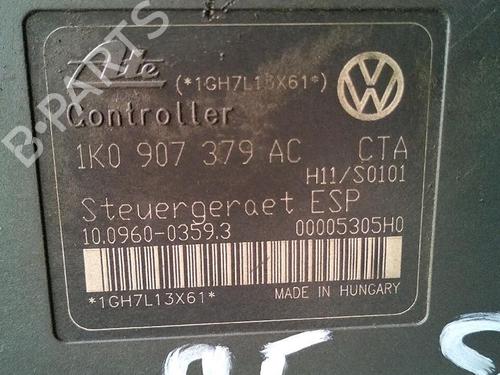 Ate (*1GH7L13X61*)
Controller
1K0 907 379 AC CTA
H11/S0101
Steuergeraet ESP
10.0960-0359.3 00005305H0
*1GH7L13X61*
MADE IN HUNGARY
B-PARTS